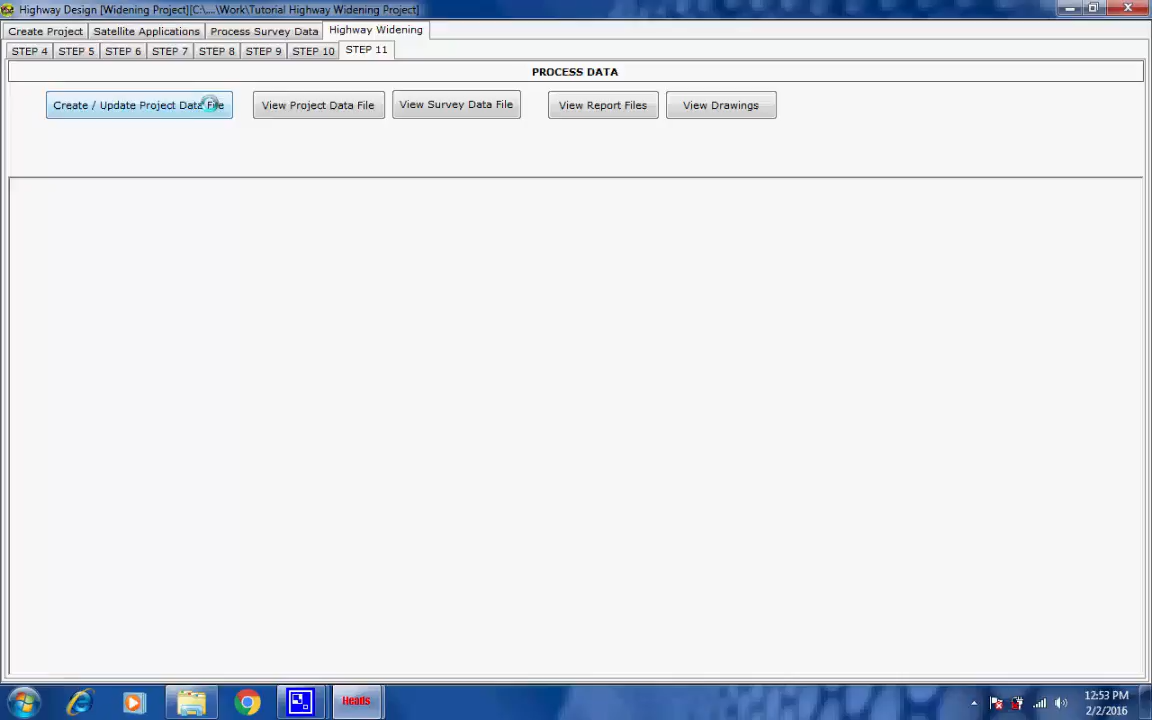 Highway Design [Widening Project][C:\....\Work\Tutorial Highway Widening Project]
Create Project Satellite Applications Process Survey Data Highway Widening
STEP 4 STEP 5 STEP 6 STEP 7 STEP 8 STEP 9 STEP 10 STEP 11
PROCESS DATA
Create / Update Project Data File View Project Data File View Survey Data File View Report Files View Drawings
Heads
12:53 PM
2/2/2016